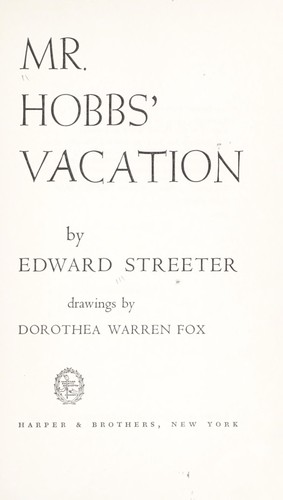 MR.
HOBBS'
VACATION
by
EDWARD STREETER
drawings by
DOROTHEA WARREN FOX
HARPER & BROTHERS, NEW YORK